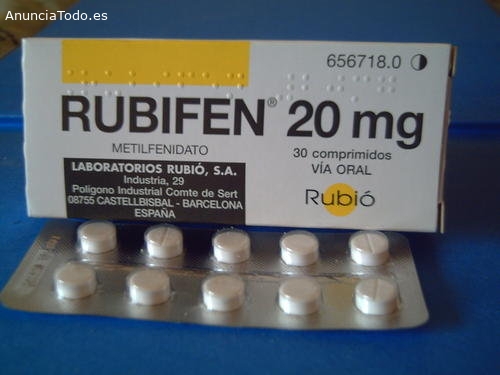 AnunciaTodo.es
656718.0
RUBIFEN® 20 mg
METILFENIDATO
30 comprimidos
VÍA ORAL
LABORATORIOS RUBIÓ, S.A.
Industria, 29
Polígono Industrial Comte de Sert
08755 CASTELLBISBAL - BARCELONA
ESPAÑA
Rubió